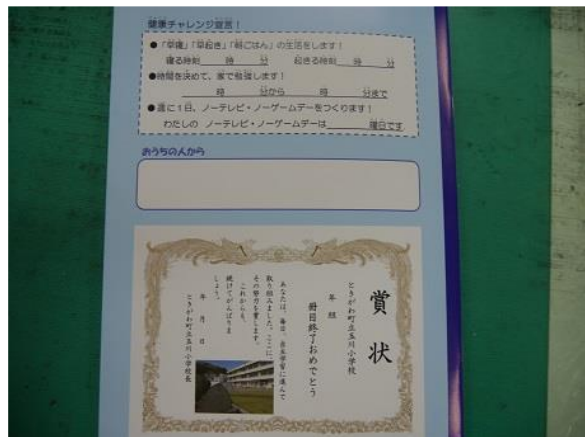 健康チャレンジ宣言!
●「早寝」「早起き」「朝ごはん」の生活をします!
寝る時刻 時 分 起きる時刻 時 分
●時間を決めて、家で勉強します!
時 分から 時 分まで
●週に1日、ノーテレビ・ノーゲームデーをつくります!
わたしの ノーテレビ・ノーゲームデーは 曜日です
おうちの人から
賞状
ときがわ町立玉川小学校
年 組
冊目終了おめでとう
あなたは、毎日、自主学習に進んで
取り組みました。ここに、
その努力を賞します。
これからも、
続けてがんばりま
しょう。
年 月 日
ときがわ町立玉川小学校長